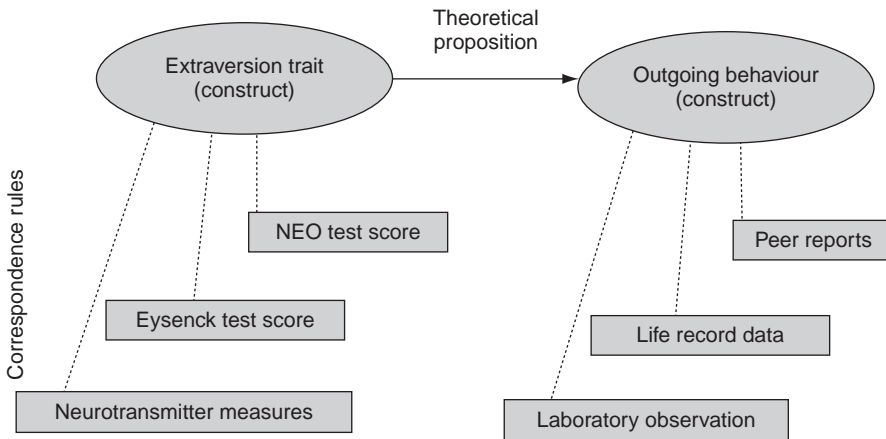 Theoretical
proposition
Extraversion trait
(construct)
Outgoing behaviour
(construct)
Correspondence rules
NEO test score
Peer reports
Eysenck test score
Life record data
Neurotransmitter measures
Laboratory observation